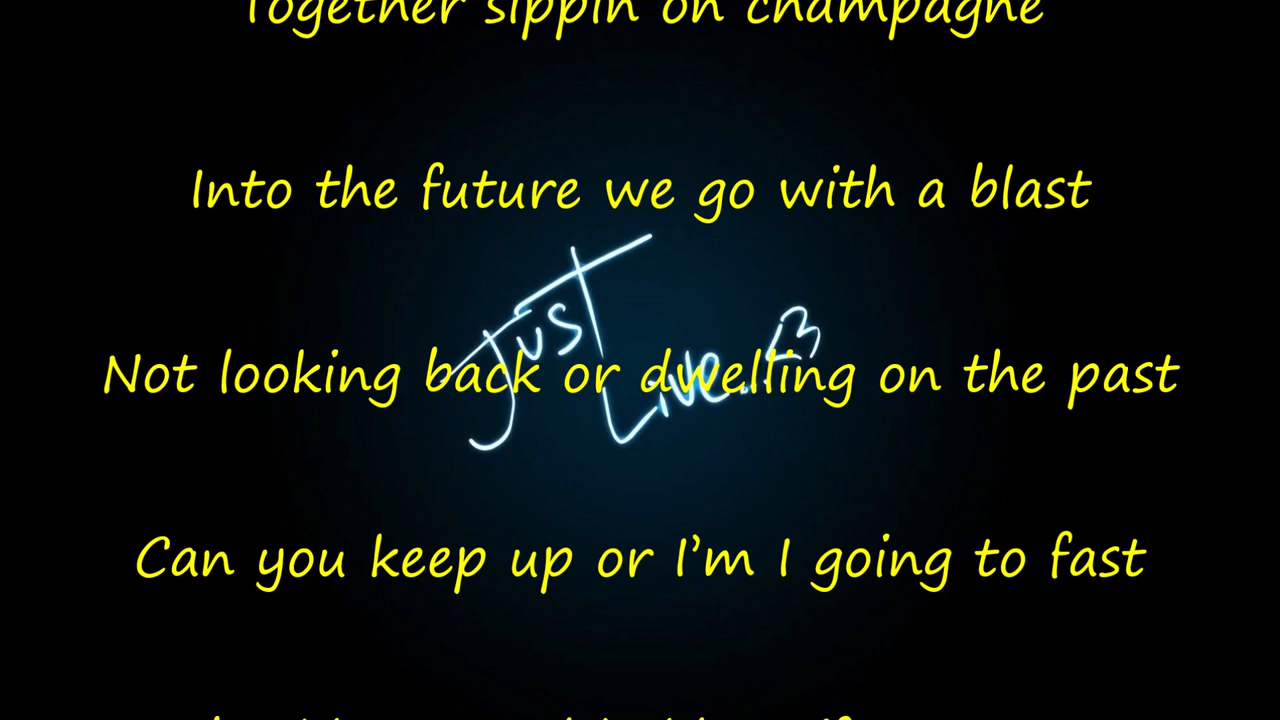 Together sippin on champagne
Into the future we go with a blast
Just
Live..<3
Not looking back or dwelling on the past
Can you keep up or I'm I going to fast